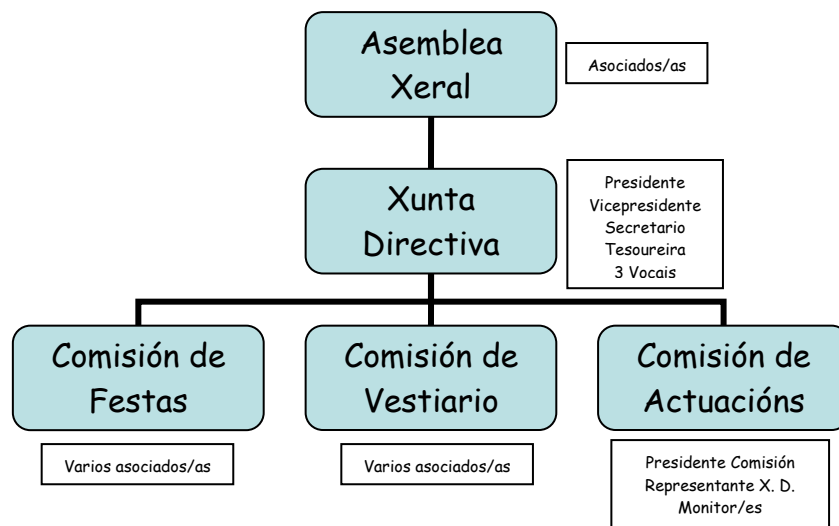 Asemblea
Xeral
Asociados/as
Xunta
Directiva
Presidente
Vicepresidente
Secretario
Tesoureira
3 Vocais
Comisión de
Festas
Varios asociados/as
Comisión de
Vestiario
Varios asociados/as
Comisión de
Actuacións
Presidente Comisión
Representante X. D.
Monitor/es